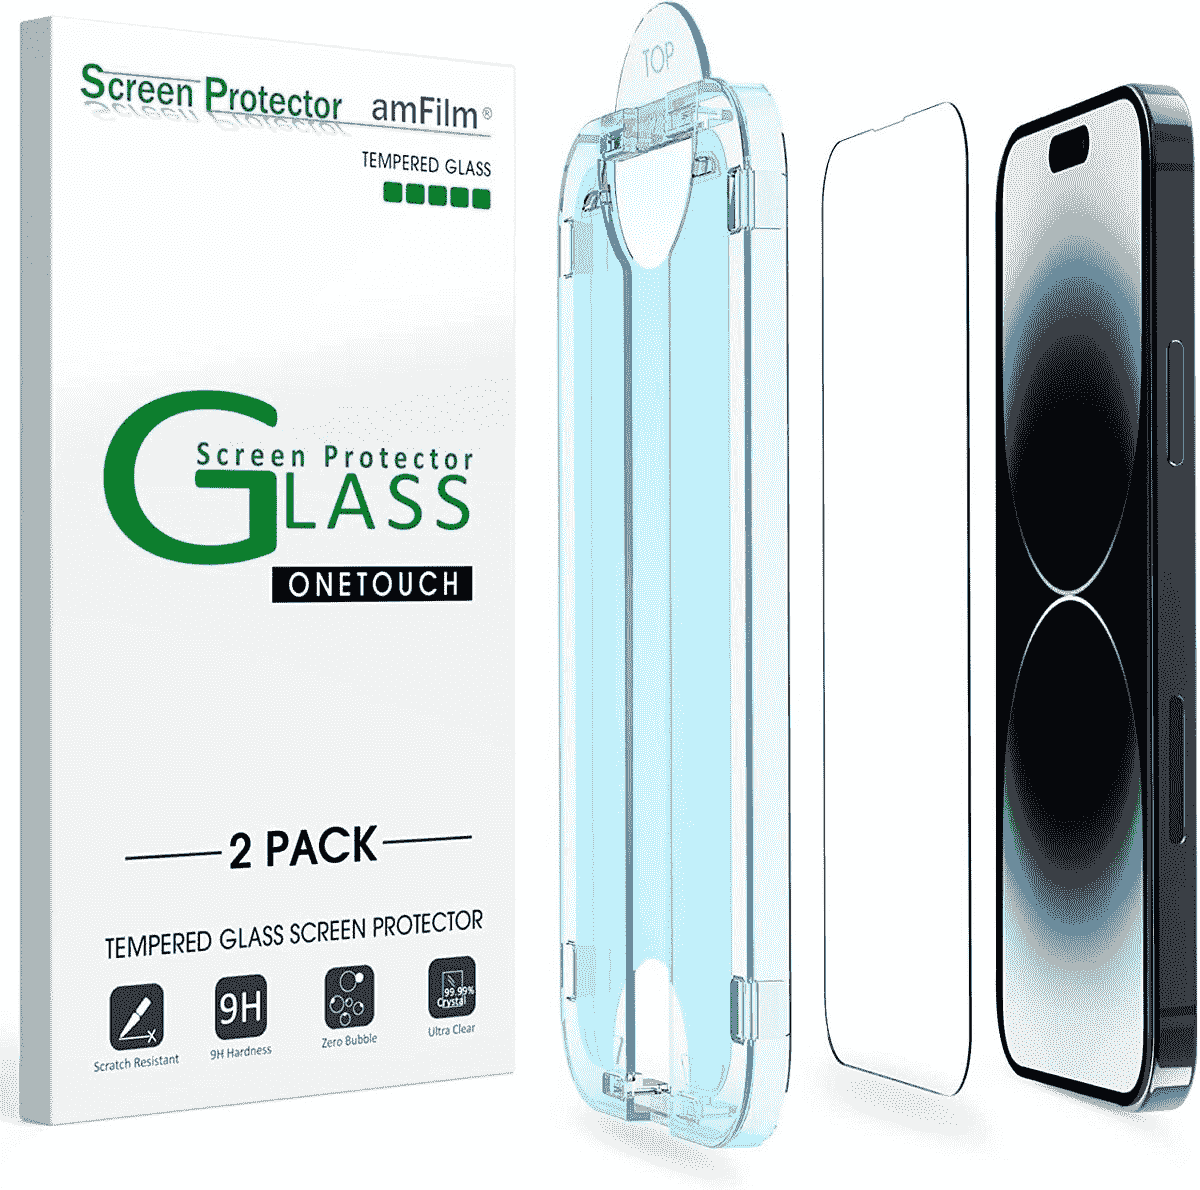 Screen Protector amFilm®
TEMPERED GLASS
Screen Protector
GLASS
ONETOUCH
2 PACK
TEMPERED GLASS SCREEN PROTECTOR
9H
99.99%
Crystal
Scratch Resistant
9H Hardness
Zero Bubble
Ultra Clear
TOP